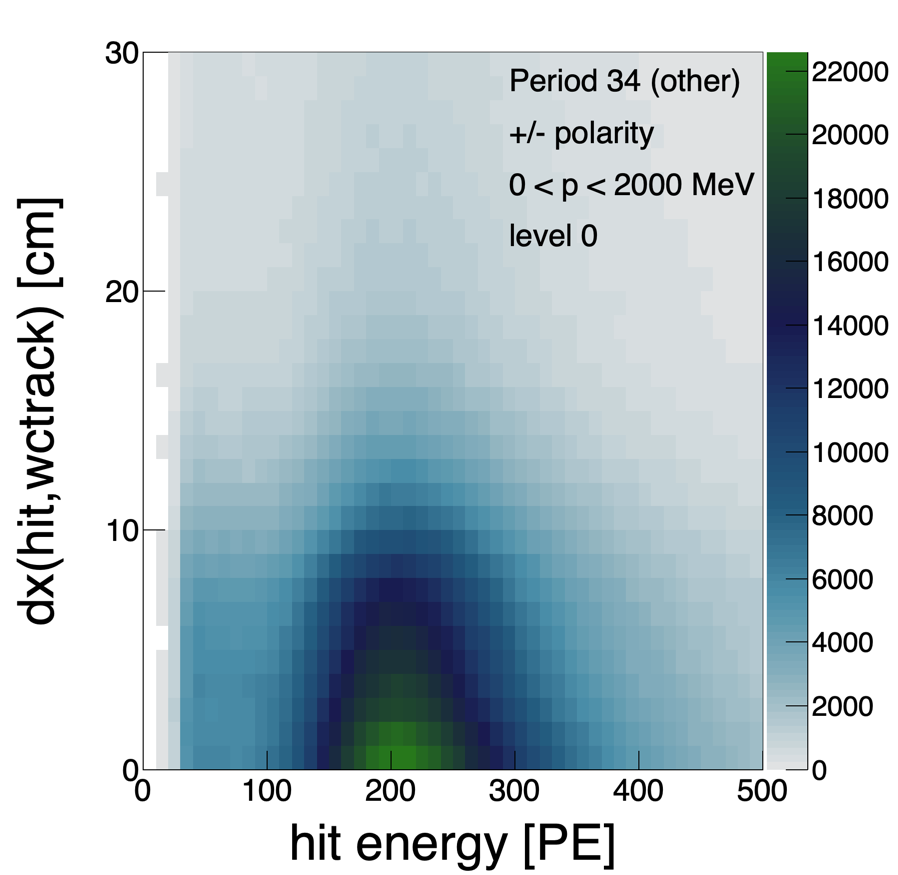 30
Period 34 (other)
+/- polarity
0 < p < 2000 MeV
level 0
20
10
0
dx(hit,wctrack) [cm]
0 100 200 300 400 500
hit energy [PE]
22000
20000
18000
16000
14000
12000
10000
8000
6000
4000
2000
0